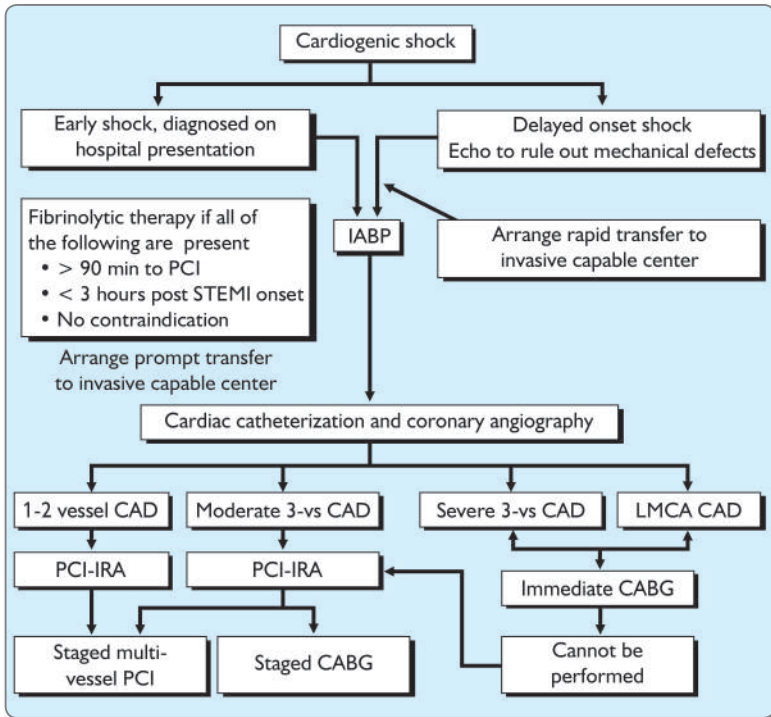 Cardiogenic shock
Early shock, diagnosed on
hospital presentation
Delayed onset shock
Echo to rule out mechanical defects
Fibrinolytic therapy if all of
the following are present
• > 90 min to PCI
• < 3 hours post STEMI onset
• No contraindication
IABP
Arrange rapid transfer to
invasive capable center
Arrange prompt transfer
to invasive capable center
Cardiac catheterization and coronary angiography
1-2 vessel CAD
Moderate 3-vs CAD
Severe 3-vs CAD
LMCA CAD
PCI-IRA
PCI-IRA
Immediate CABG
Staged multi-
vessel PCI
Staged CABG
Cannot be
performed